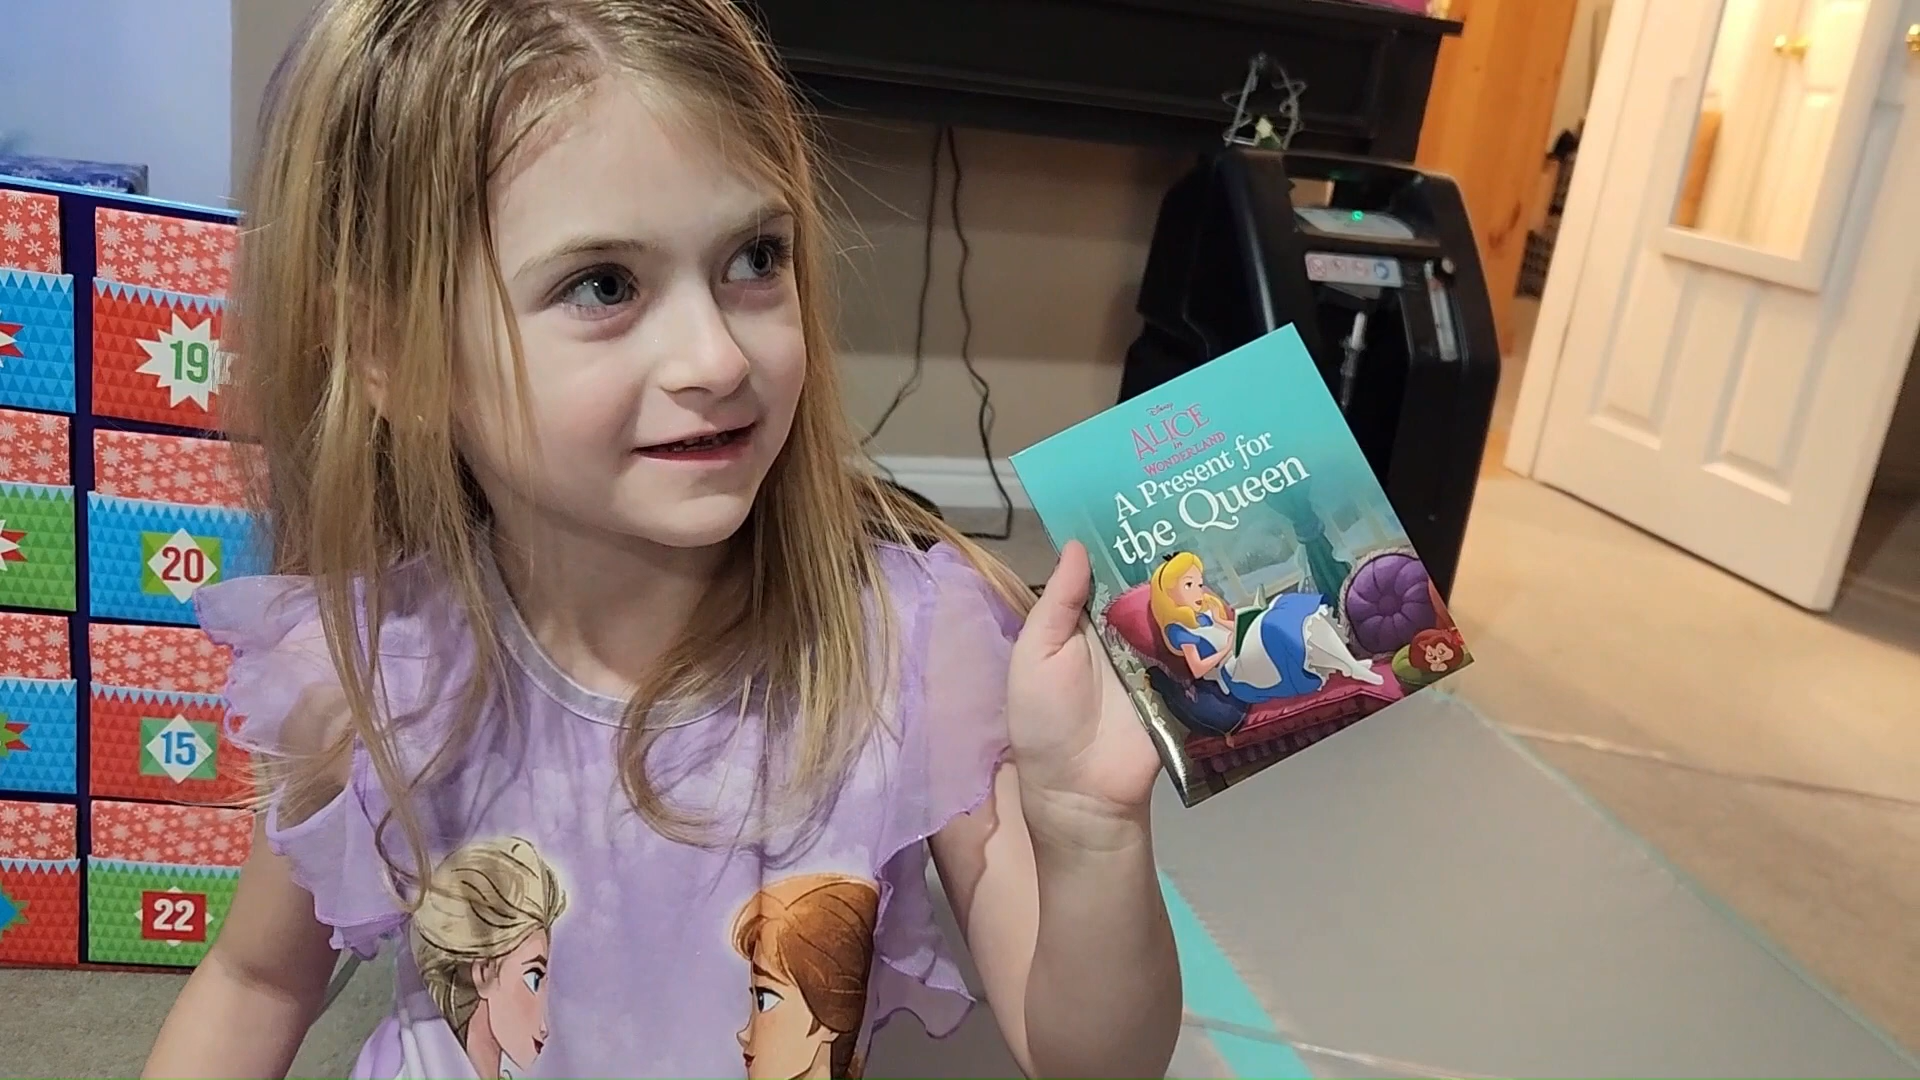 19
20
15
22
Disney
ALICE
in
WONDERLAND
A Present for
the Queen